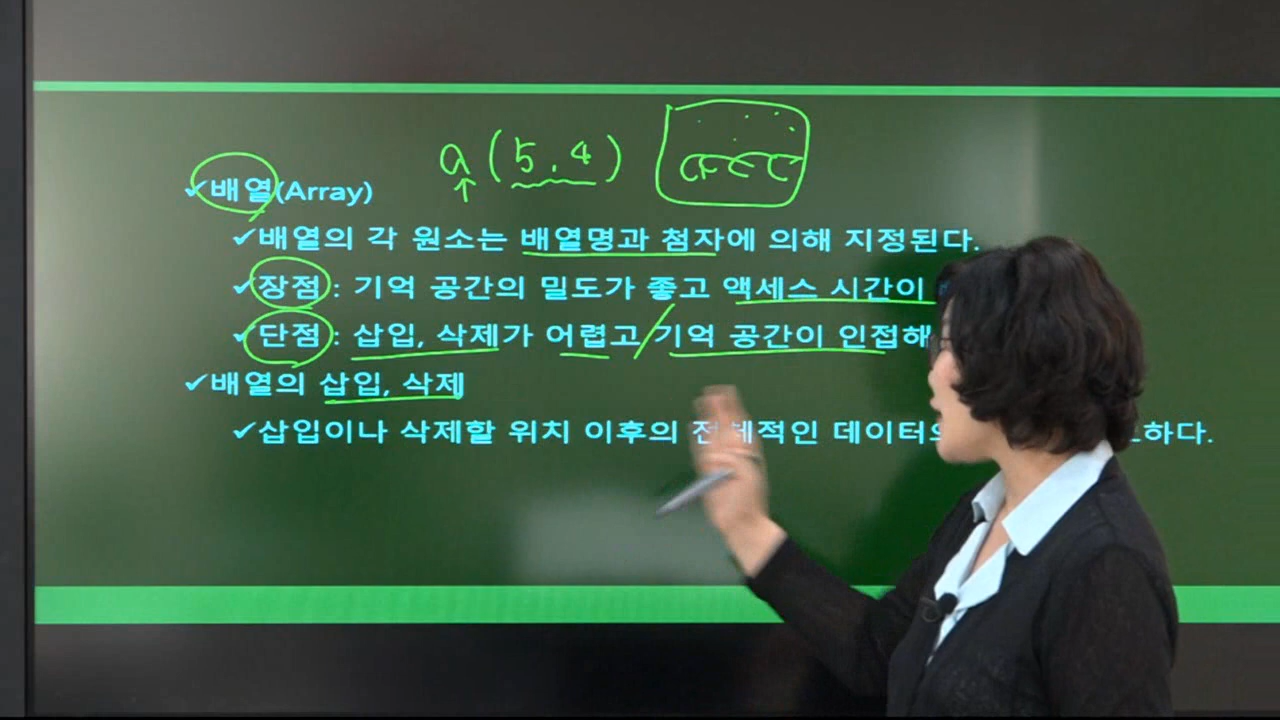 a(5,4)
✓배열(Array)
✓배열의 각 원소는 배열명과 첨자에 의해 지정된다.
✓장점 : 기억 공간의 밀도가 좋고 액세스 시간이
✓단점 : 삽입, 삭제가 어렵고 기억 공간이 인접해
✓배열의 삽입, 삭제
✓삽입이나 삭제할 위치 이후의 전체적인 데이터의 하다.